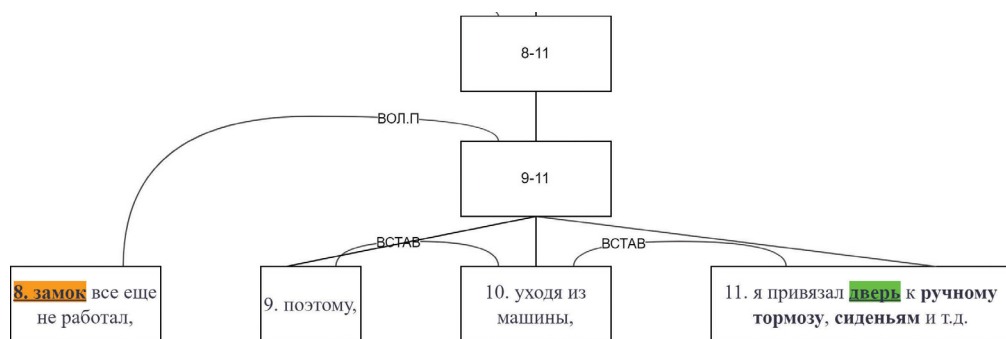 8-11
ВОЛ.П
9-11
ВСТАВ
ВСТАВ
8. замок все еще
не работал,
9. поэтому,
10. уходя из
машины,
11. я привязал дверь к ручному
тормозу, сиденьям и т.д.